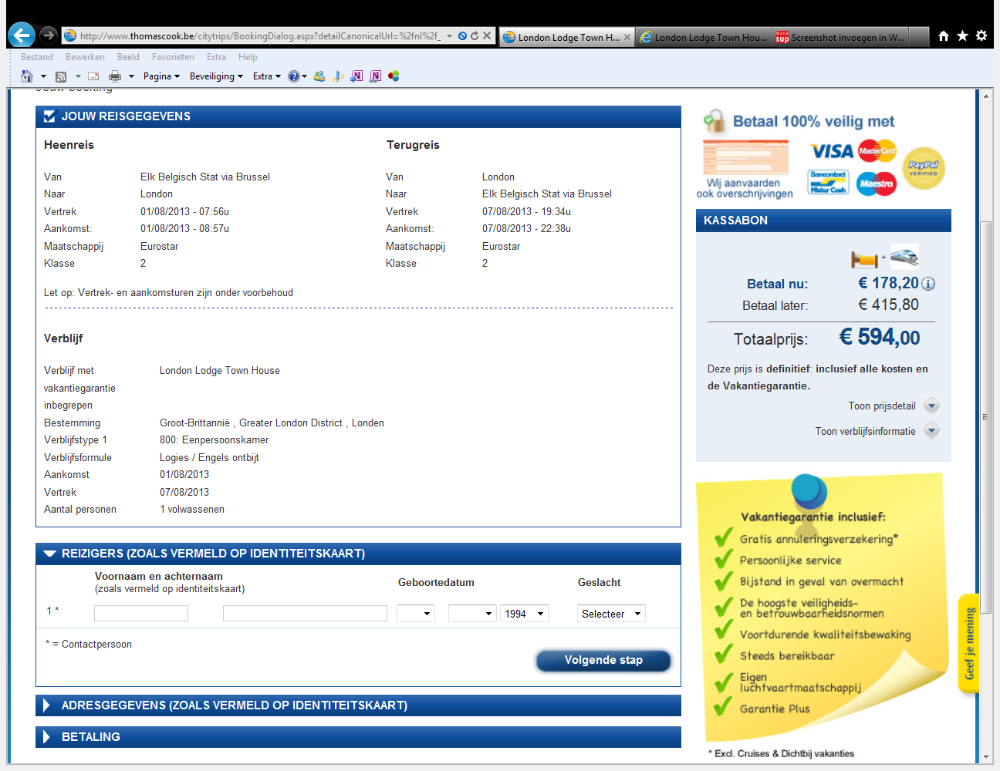 http://www.thomascook.be/citytrips/BookingDialog.aspx?detailCanonicalUrl=%2fnl%2f_
London Lodge Town H...
London Lodge Town Hou...
Screenshot invoegen in W...
Bestand Bewerken Beeld Favorieten Extra Help
Pagina Beveiliging Extra
JOUW REISGEGEVENS
Heenreis
Van Elk Belgisch Stat via Brussel
Naar London
Vertrek 01/08/2013 - 07:56u
Aankomst: 01/08/2013 - 08:57u
Maatschappij Eurostar
Klasse 2
Terugreis
Van London
Naar Elk Belgisch Stat via Brussel
Vertrek 07/08/2013 - 19:34u
Aankomst: 07/08/2013 - 22:38u
Maatschappij Eurostar
Klasse 2
Let op: Vertrek- en aankomsturen zijn onder voorbehoud
Verblijf
Verblijf met London Lodge Town House
vakantiegarantie
inbegrepen
Bestemming Groot-Brittannië , Greater London District , Londen
Verblijfstype 1 800: Eenpersoonskamer
Verblijfsformule Logies / Engels ontbijt
Aankomst 01/08/2013
Vertrek 07/08/2013
Aantal personen 1 volwassenen
REIZIGERS (ZOALS VERMELD OP IDENTITEITSKAART)
Voornaam en achternaam Geboortedatum Geslacht
(zoals vermeld op identiteitskaart)
1 * 1994 Selecteer
* = Contactpersoon
Volgende stap
ADRESGEGEVENS (ZOALS VERMELD OP IDENTITEITSKAART)
BETALING
Betaal 100% veilig met
VISA MasterCard
PayPal
VERIFIED
Bancontact
Mister Cash
Maestro
Wij aanvaarden
ook overschrijvingen
KASSABON
+
Betaal nu: € 178,20
Betaal later: € 415,80
Totaalprijs: € 594,00
Deze prijs is definitief: inclusief alle kosten en
de Vakantiegarantie.
Toon prijsdetail
Toon verblijfsinformatie
Vakantiegarantie inclusief:
Gratis annuleringsverzekering*
Persoonlijke service
Bijstand in geval van overmacht
De hoogste veiligheids-
en betrouwbaarheidsnormen
Voortdurende kwaliteitsbewaking
Steeds bereikbaar
Eigen
luchtvaartmaatschappij
Garantie Plus
* Excl. Cruises & Dichtbij vakanties
Geef je mening